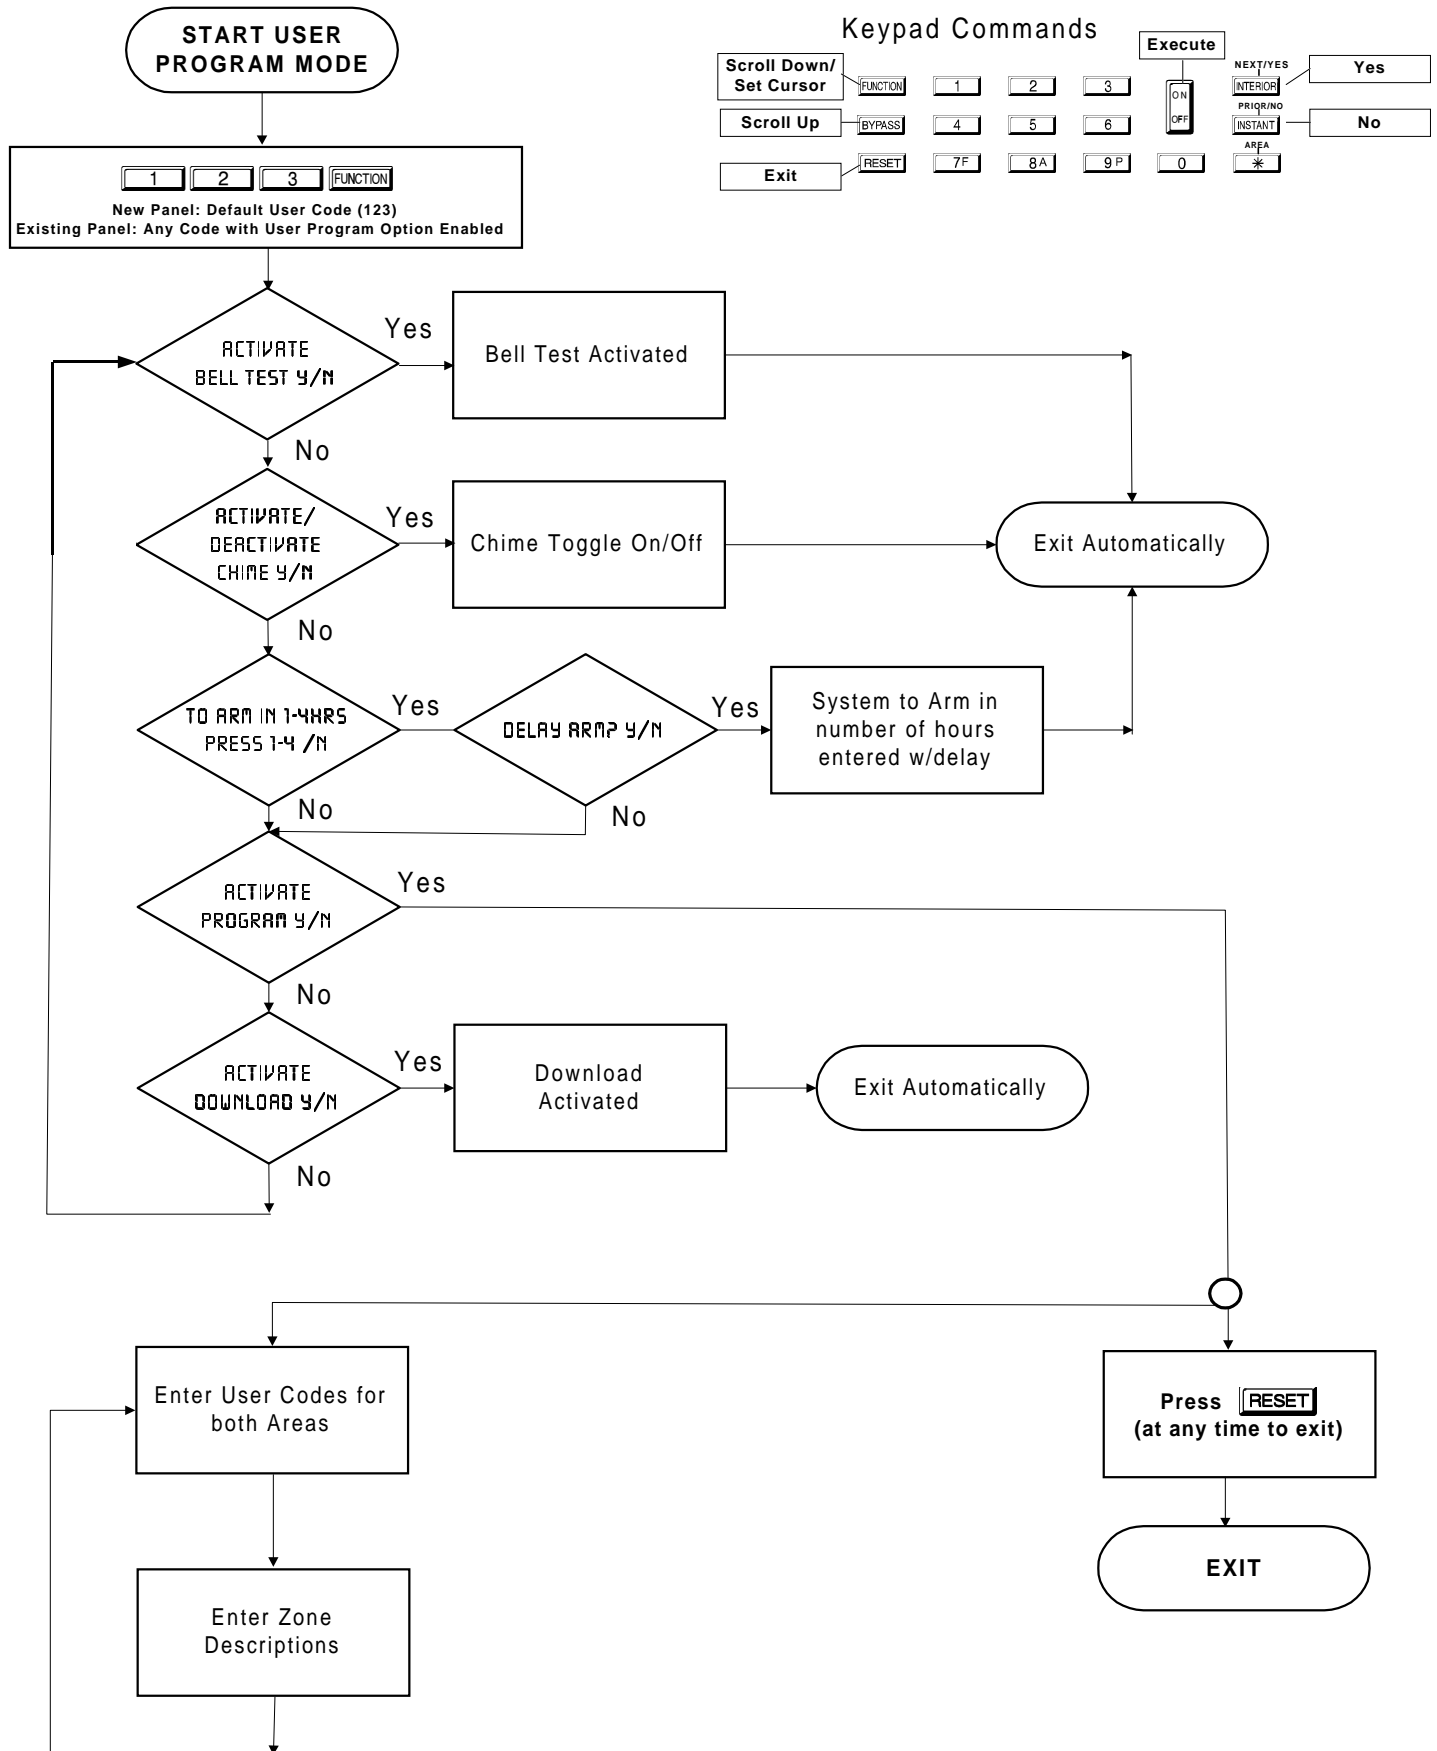 START USER
PROGRAM MODE
Keypad Commands
Execute
Scroll Down/
Set Cursor
Scroll Up
Exit
FUNCTION 1 2 3
BYPASS 4 5 6
RESET 7F 8A 9P 0 *
ON
OFF
NEXT/YES
INTERIOR
PRIOR/NO
INSTANT
AREA
Yes
No
1 2 3 FUNCTION
New Panel: Default User Code (123)
Existing Panel: Any Code with User Program Option Enabled
ACTIVATE
BELL TEST Y/N
Yes
Bell Test Activated
No
ACTIVATE/
DEACTIVATE
CHIME Y/N
Yes
Chime Toggle On/Off
Exit Automatically
No
TO ARM IN 1-4HRS
PRESS 1-4 /N
Yes
DELAY ARM? Y/N
Yes
System to Arm in
number of hours
entered w/delay
No
No
ACTIVATE
PROGRAM Y/N
Yes
No
ACTIVATE
DOWNLOAD Y/N
Yes
Download
Activated
Exit Automatically
No
Enter User Codes for
both Areas
Press RESET
(at any time to exit)
Enter Zone
Descriptions
EXIT